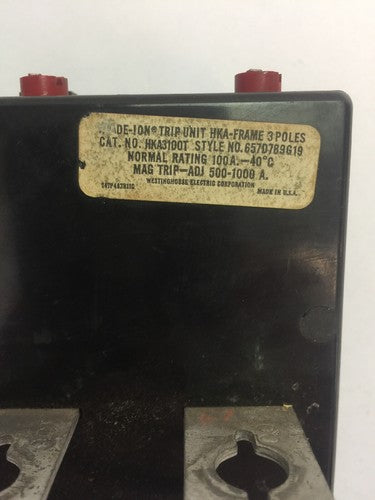 DE-ION® TRIP UNIT HKA-FRAME 3 POLES
CAT. NO. HKA3100T STYLE NO. 657D789G19
NORMAL RATING 100A.-40°C
MAG TRIP-ADJ 500-1000 A.
WESTINGHOUSE ELECTRIC CORPORATION
MADE IN U.S.A.